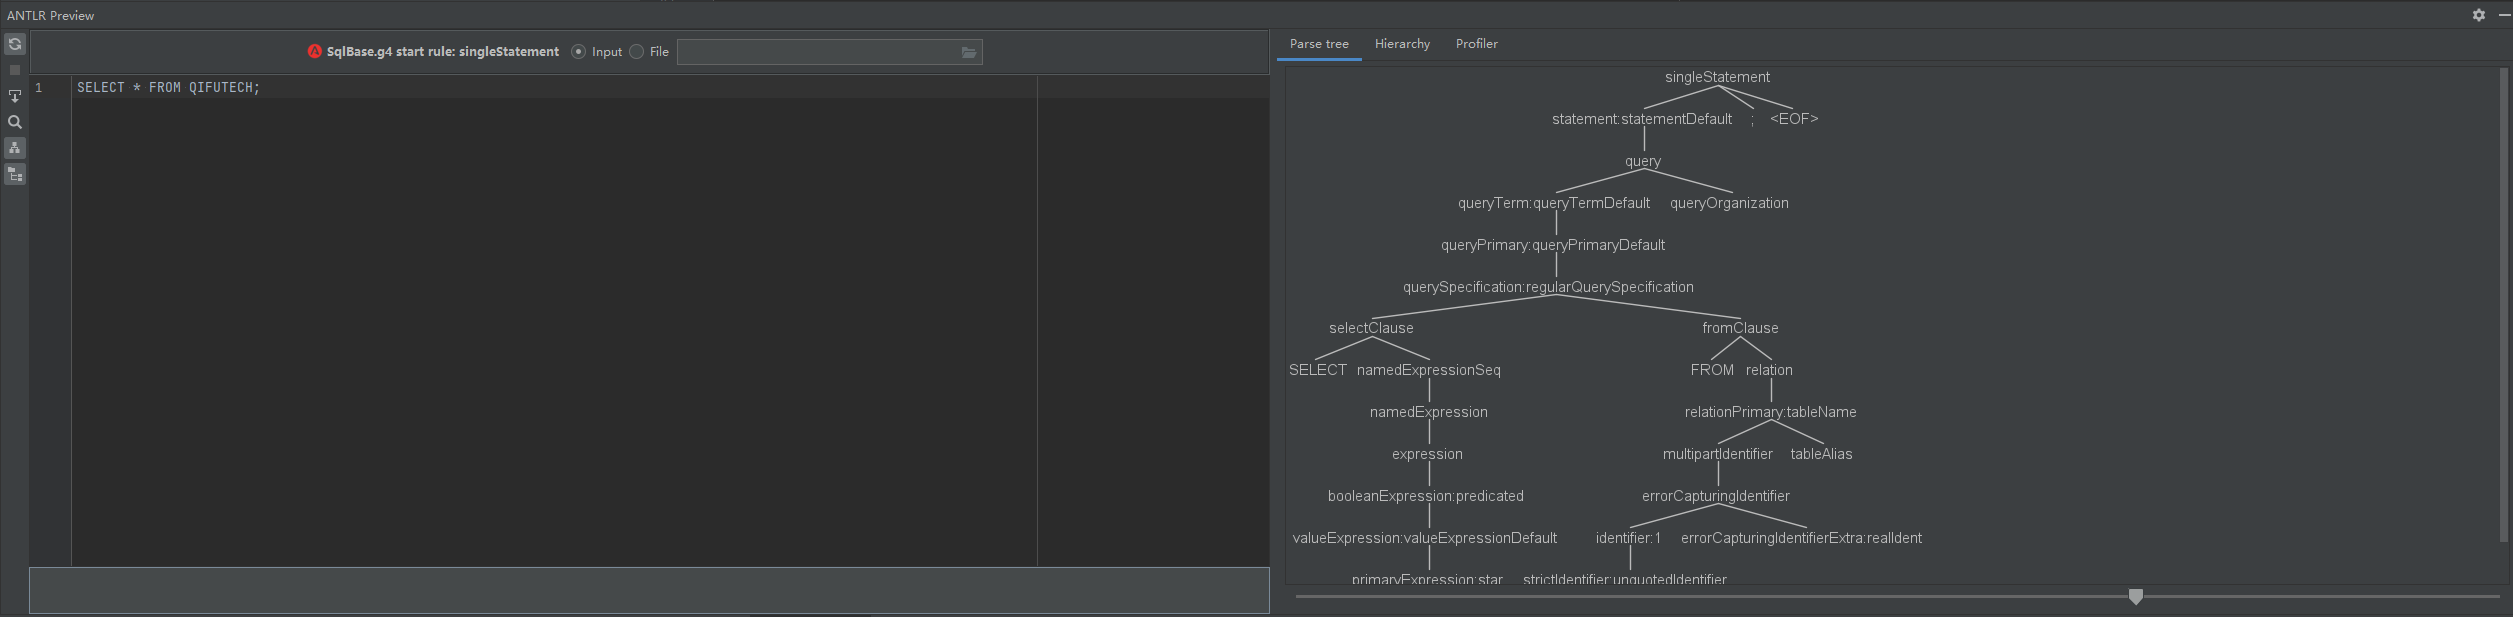 ANTLR Preview
SqlBase.g4 start rule: singleStatement Input File
Parse tree Hierarchy Profiler
1 SELECT * FROM QIFUTECH;
singleStatement
statement:statementDefault ; <EOF>
query
queryTerm:queryTermDefault queryOrganization
queryPrimary:queryPrimaryDefault
querySpecification:regularQuerySpecification
selectClause fromClause
SELECT namedExpressionSeq FROM relation
namedExpression relationPrimary:tableName
expression multipartIdentifier tableAlias
booleanExpression:predicated errorCapturingIdentifier
valueExpression:valueExpressionDefault identifier:1 errorCapturingIdentifierExtra:realIdent
primaryExpression:star strictIdentifier:unquotedIdentifier